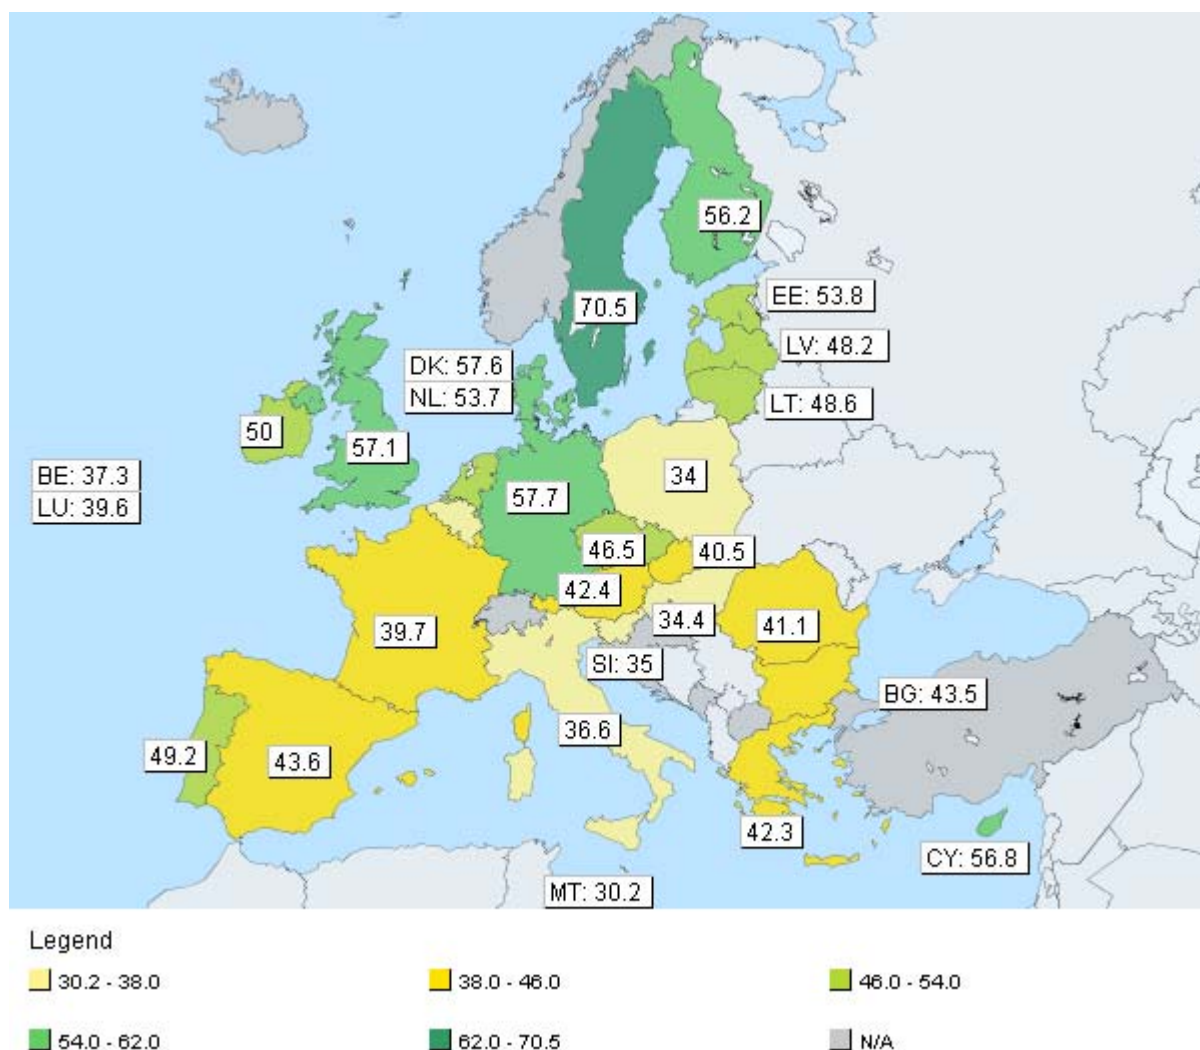 56.2
EE: 53.8
70.5
LV: 48.2
DK: 57.6
NL: 53.7
LT: 48.6
50
57.1
BE: 37.3
LU: 39.6
57.7
34
46.5
40.5
42.4
34.4
39.7
41.1
SI: 35
BG: 43.5
36.6
49.2
43.6
42.3
CY: 56.8
MT: 30.2
Legend
30.2 - 38.0
38.0 - 46.0
46.0 - 54.0
54.0 - 62.0
62.0 - 70.5
N/A